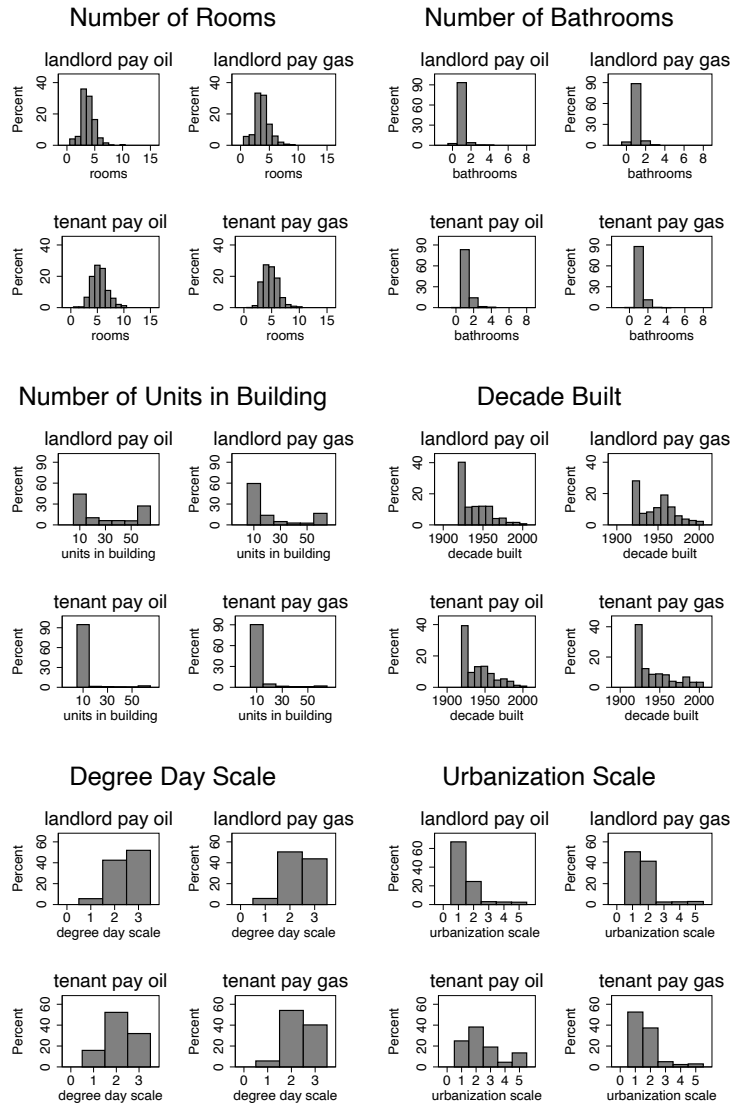 Number of Rooms
landlord pay oil
Percent
0 20 40
0 5 10 15
rooms
landlord pay gas
Percent
0 20 40
0 5 10 15
rooms
tenant pay oil
Percent
0 20 40
0 5 10 15
rooms
tenant pay gas
Percent
0 20 40
0 5 10 15
rooms
Number of Bathrooms
landlord pay oil
Percent
0 30 60 90
0 2 4 6 8
bathrooms
landlord pay gas
Percent
0 30 60 90
0 2 4 6 8
bathrooms
tenant pay oil
Percent
0 30 60 90
0 2 4 6 8
bathrooms
tenant pay gas
Percent
0 30 60 90
0 2 4 6 8
bathrooms
Number of Units in Building
landlord pay oil
Percent
0 30 60 90
10 30 50
units in building
landlord pay gas
Percent
0 30 60 90
10 30 50
units in building
tenant pay oil
Percent
0 30 60 90
10 30 50
units in building
tenant pay gas
Percent
0 30 60 90
10 30 50
units in building
Decade Built
landlord pay oil
Percent
0 20 40
1900 1950 2000
decade built
landlord pay gas
Percent
0 20 40
1900 1950 2000
decade built
tenant pay oil
Percent
0 20 40
1900 1950 2000
decade built
tenant pay gas
Percent
0 20 40
1900 1950 2000
decade built
Degree Day Scale
landlord pay oil
Percent
0 20 40 60
0 1 2 3
degree day scale
landlord pay gas
Percent
0 20 40 60
0 1 2 3
degree day scale
tenant pay oil
Percent
0 20 40 60
0 1 2 3
degree day scale
tenant pay gas
Percent
0 20 40 60
0 1 2 3
degree day scale
Urbanization Scale
landlord pay oil
Percent
0 20 40 60
0 1 2 3 4 5
urbanization scale
landlord pay gas
Percent
0 20 40 60
0 1 2 3 4 5
urbanization scale
tenant pay oil
Percent
0 20 40 60
0 1 2 3 4 5
urbanization scale
tenant pay gas
Percent
0 20 40 60
0 1 2 3 4 5
urbanization scale